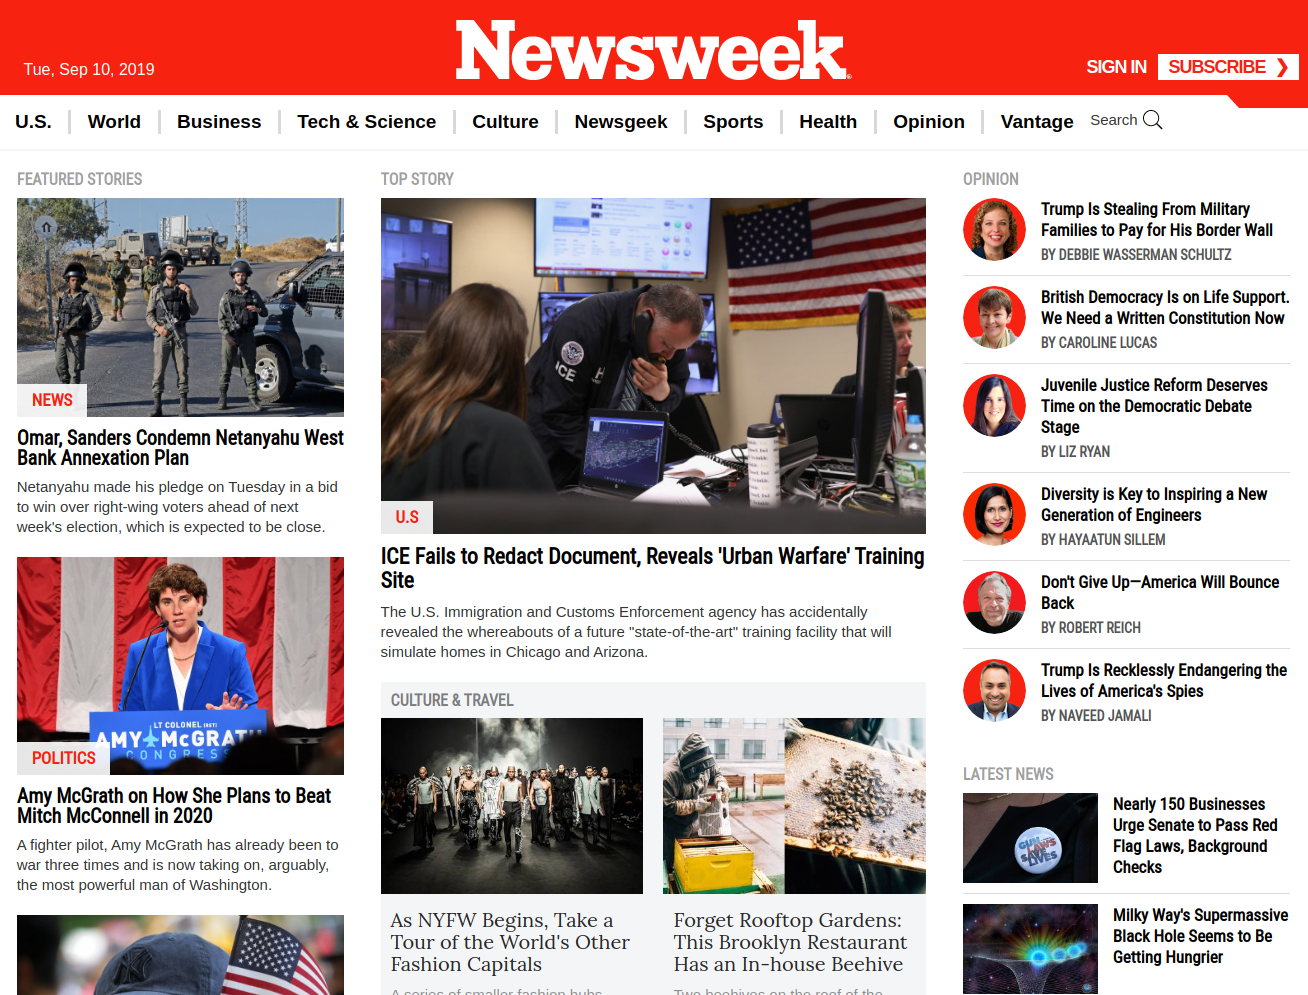 Newsweek
Tue, Sep 10, 2019
SIGN IN
SUBSCRIBE ❯
U.S.
World
Business
Tech & Science
Culture
Newsgeek
Sports
Health
Opinion
Vantage
Search
FEATURED STORIES
NEWS
Omar, Sanders Condemn Netanyahu West
Bank Annexation Plan
Netanyahu made his pledge on Tuesday in a bid
to win over right-wing voters ahead of next
week's election, which is expected to be close.
LT COLONEL (RET)
AMY McGRATH
CONGRESS
POLITICS
Amy McGrath on How She Plans to Beat
Mitch McConnell in 2020
A fighter pilot, Amy McGrath has already been to
war three times and is now taking on, arguably,
the most powerful man of Washington.
TOP STORY
ICE
U.S
ICE Fails to Redact Document, Reveals 'Urban Warfare' Training
Site
The U.S. Immigration and Customs Enforcement agency has accidentally
revealed the whereabouts of a future "state-of-the-art" training facility that will
simulate homes in Chicago and Arizona.
CULTURE & TRAVEL
As NYFW Begins, Take a
Tour of the World's Other
Fashion Capitals
A series of smaller fashion hubs
Forget Rooftop Gardens:
This Brooklyn Restaurant
Has an In-house Beehive
Two beehives on the roof of the
OPINION
Trump Is Stealing From Military
Families to Pay for His Border Wall
BY DEBBIE WASSERMAN SCHULTZ
British Democracy Is on Life Support.
We Need a Written Constitution Now
BY CAROLINE LUCAS
Juvenile Justice Reform Deserves
Time on the Democratic Debate
Stage
BY LIZ RYAN
Diversity is Key to Inspiring a New
Generation of Engineers
BY HAYAATUN SILLEM
Don't Give Up—America Will Bounce
Back
BY ROBERT REICH
Trump Is Recklessly Endangering the
Lives of America's Spies
BY NAVEED JAMALI
LATEST NEWS
GUN
LAWS
SAVE
LIVES
Nearly 150 Businesses
Urge Senate to Pass Red
Flag Laws, Background
Checks
Milky Way's Supermassive
Black Hole Seems to Be
Getting Hungrier